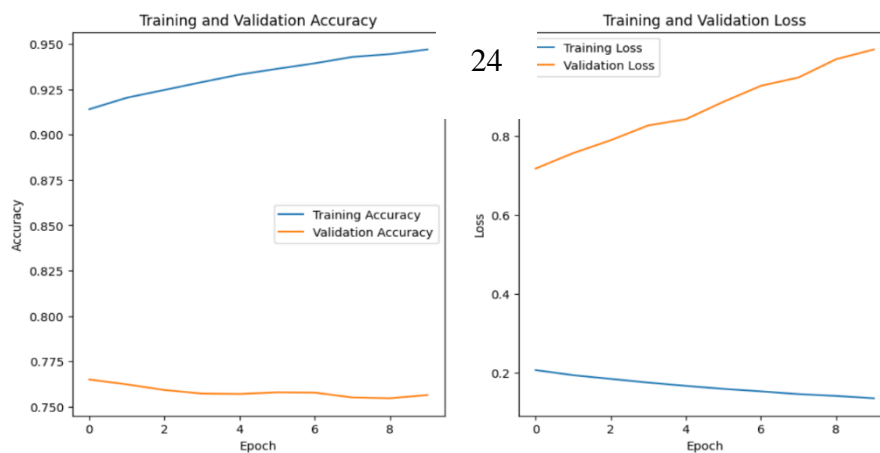 Training and Validation Accuracy
0.950
0.925
0.900
0.875
0.850
0.825
0.800
0.775
0.750
Accuracy
Training Accuracy
Validation Accuracy
0 2 4 6 8
Epoch
24
Training and Validation Loss
Training Loss
Validation Loss
0.8
0.6
0.4
0.2
Loss
0 2 4 6 8
Epoch